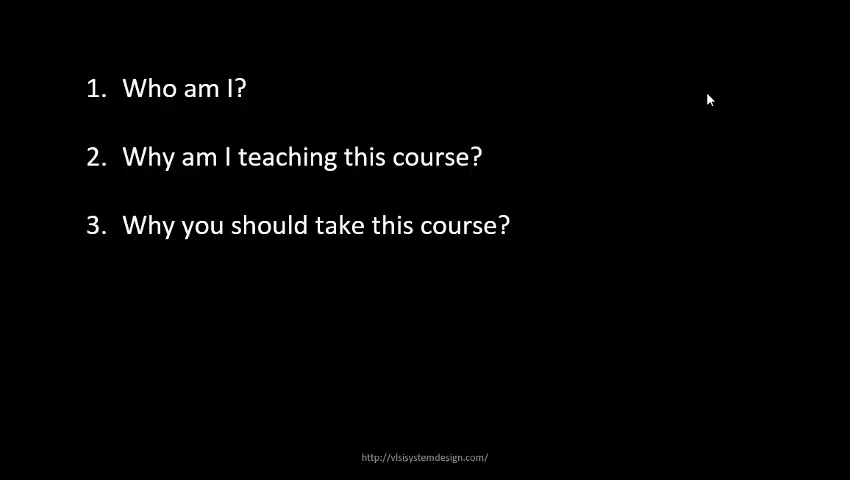 1. Who am I?
2. Why am I teaching this course?
3. Why you should take this course?
http://vlsisystemdesign.com/